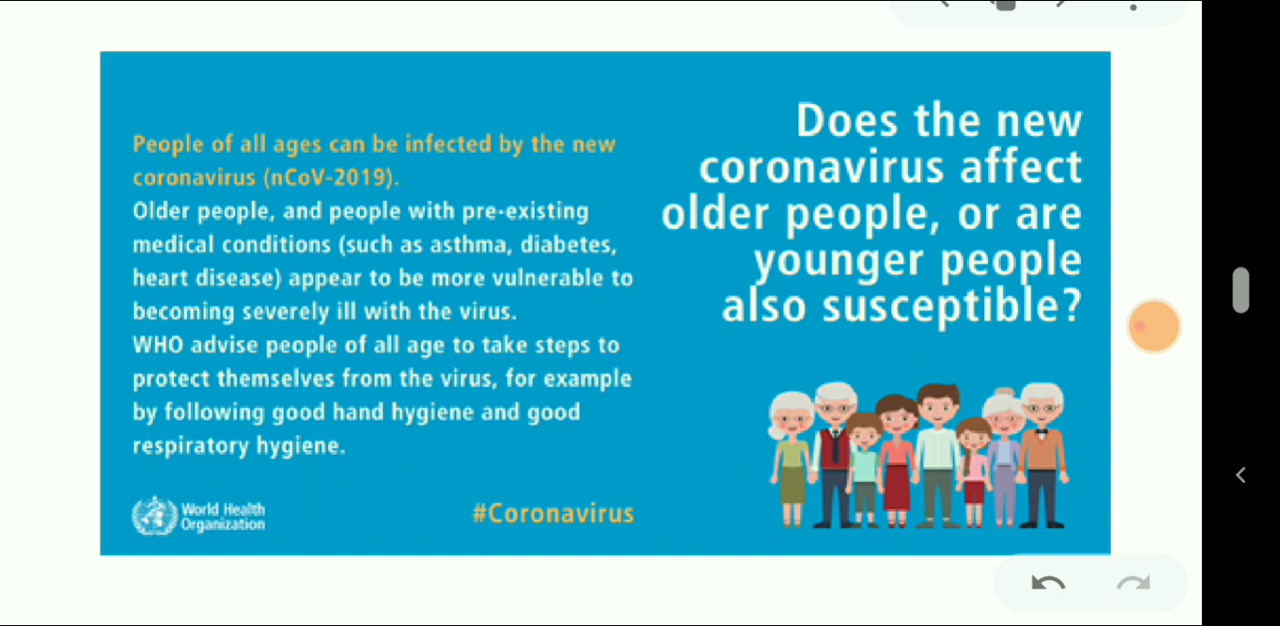 Does the new
coronavirus affect
older people, or are
younger people
also susceptible?
People of all ages can be infected by the new
coronavirus (nCoV-2019).
Older people, and people with pre-existing
medical conditions (such as asthma, diabetes,
heart disease) appear to be more vulnerable to
becoming severely ill with the virus.
WHO advise people of all age to take steps to
protect themselves from the virus, for example
by following good hand hygiene and good
respiratory hygiene.
World Health
Organization
#Coronavirus